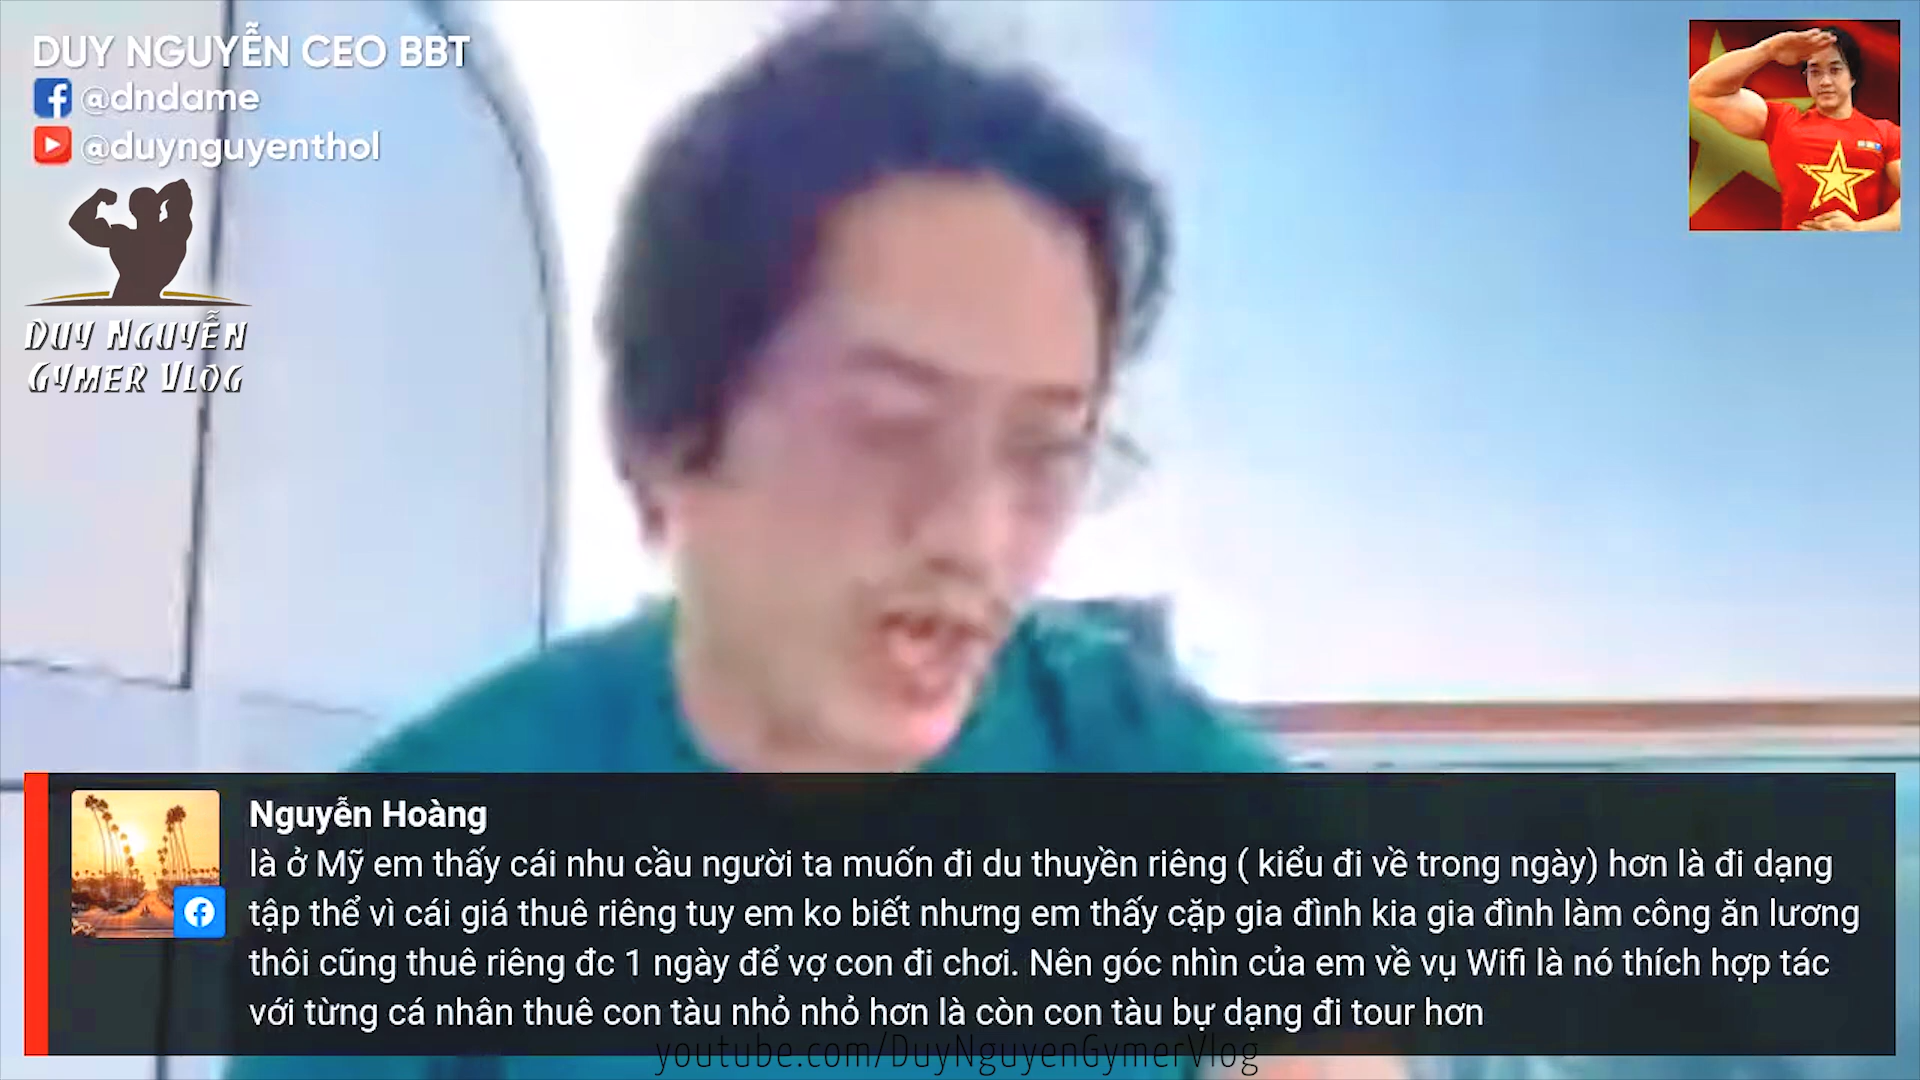 DUY NGUYỄN CEO BBT
@dndame
@duynguyenthol
DUY NGUYỄN
GYMER VLOG
Nguyễn Hoàng
là ở Mỹ em thấy cái nhu cầu người ta muốn đi du thuyền riêng ( kiểu đi về trong ngày) hơn là đi dạng
tập thể vì cái giá thuê riêng tuy em ko biết nhưng em thấy cặp gia đình kia gia đình làm công ăn lương
thôi cũng thuê riêng đc 1 ngày để vợ con đi chơi. Nên góc nhìn của em về vụ Wifi là nó thích hợp tác
với từng cá nhân thuê con tàu nhỏ nhỏ hơn là còn con tàu bự dạng đi tour hơn
youtube.com/DuyNguyenGymerVlog